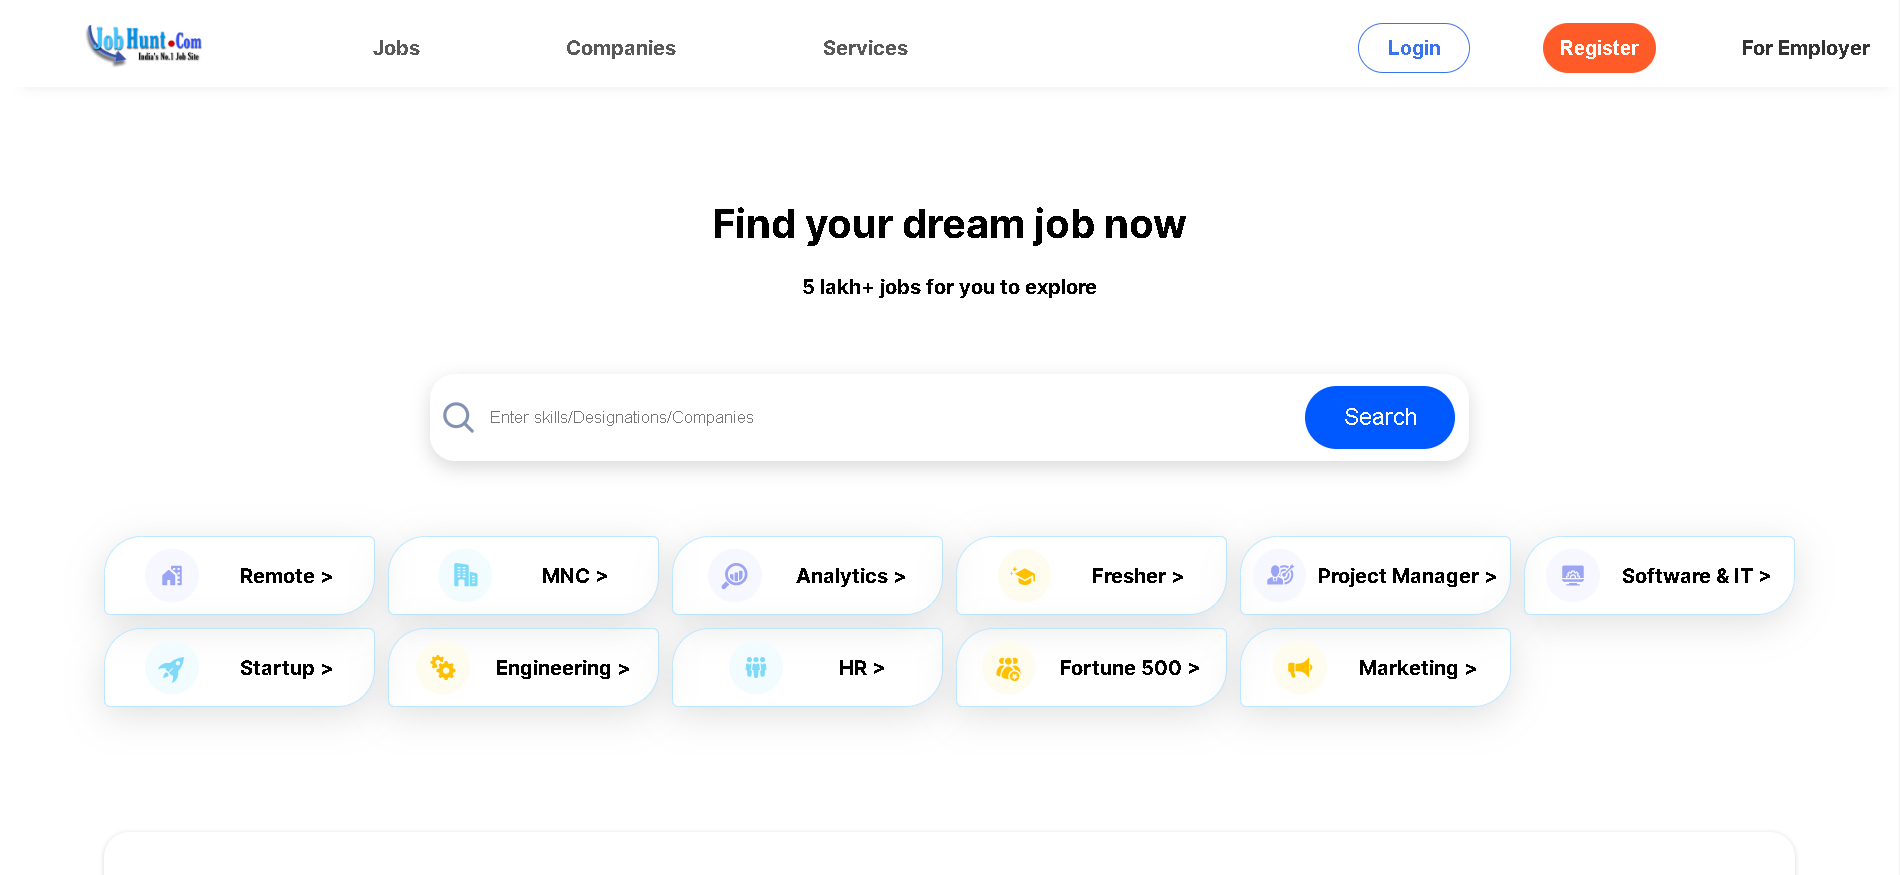 Job Hunt.Com
India's No.1 Job Site
Jobs
Companies
Services
Login
Register
For Employer
Find your dream job now
5 lakh+ jobs for you to explore
Enter skills/Designations/Companies
Search
Remote >
MNC >
Analytics >
Fresher >
Project Manager >
Software & IT >
Startup >
Engineering >
HR >
Fortune 500 >
Marketing >